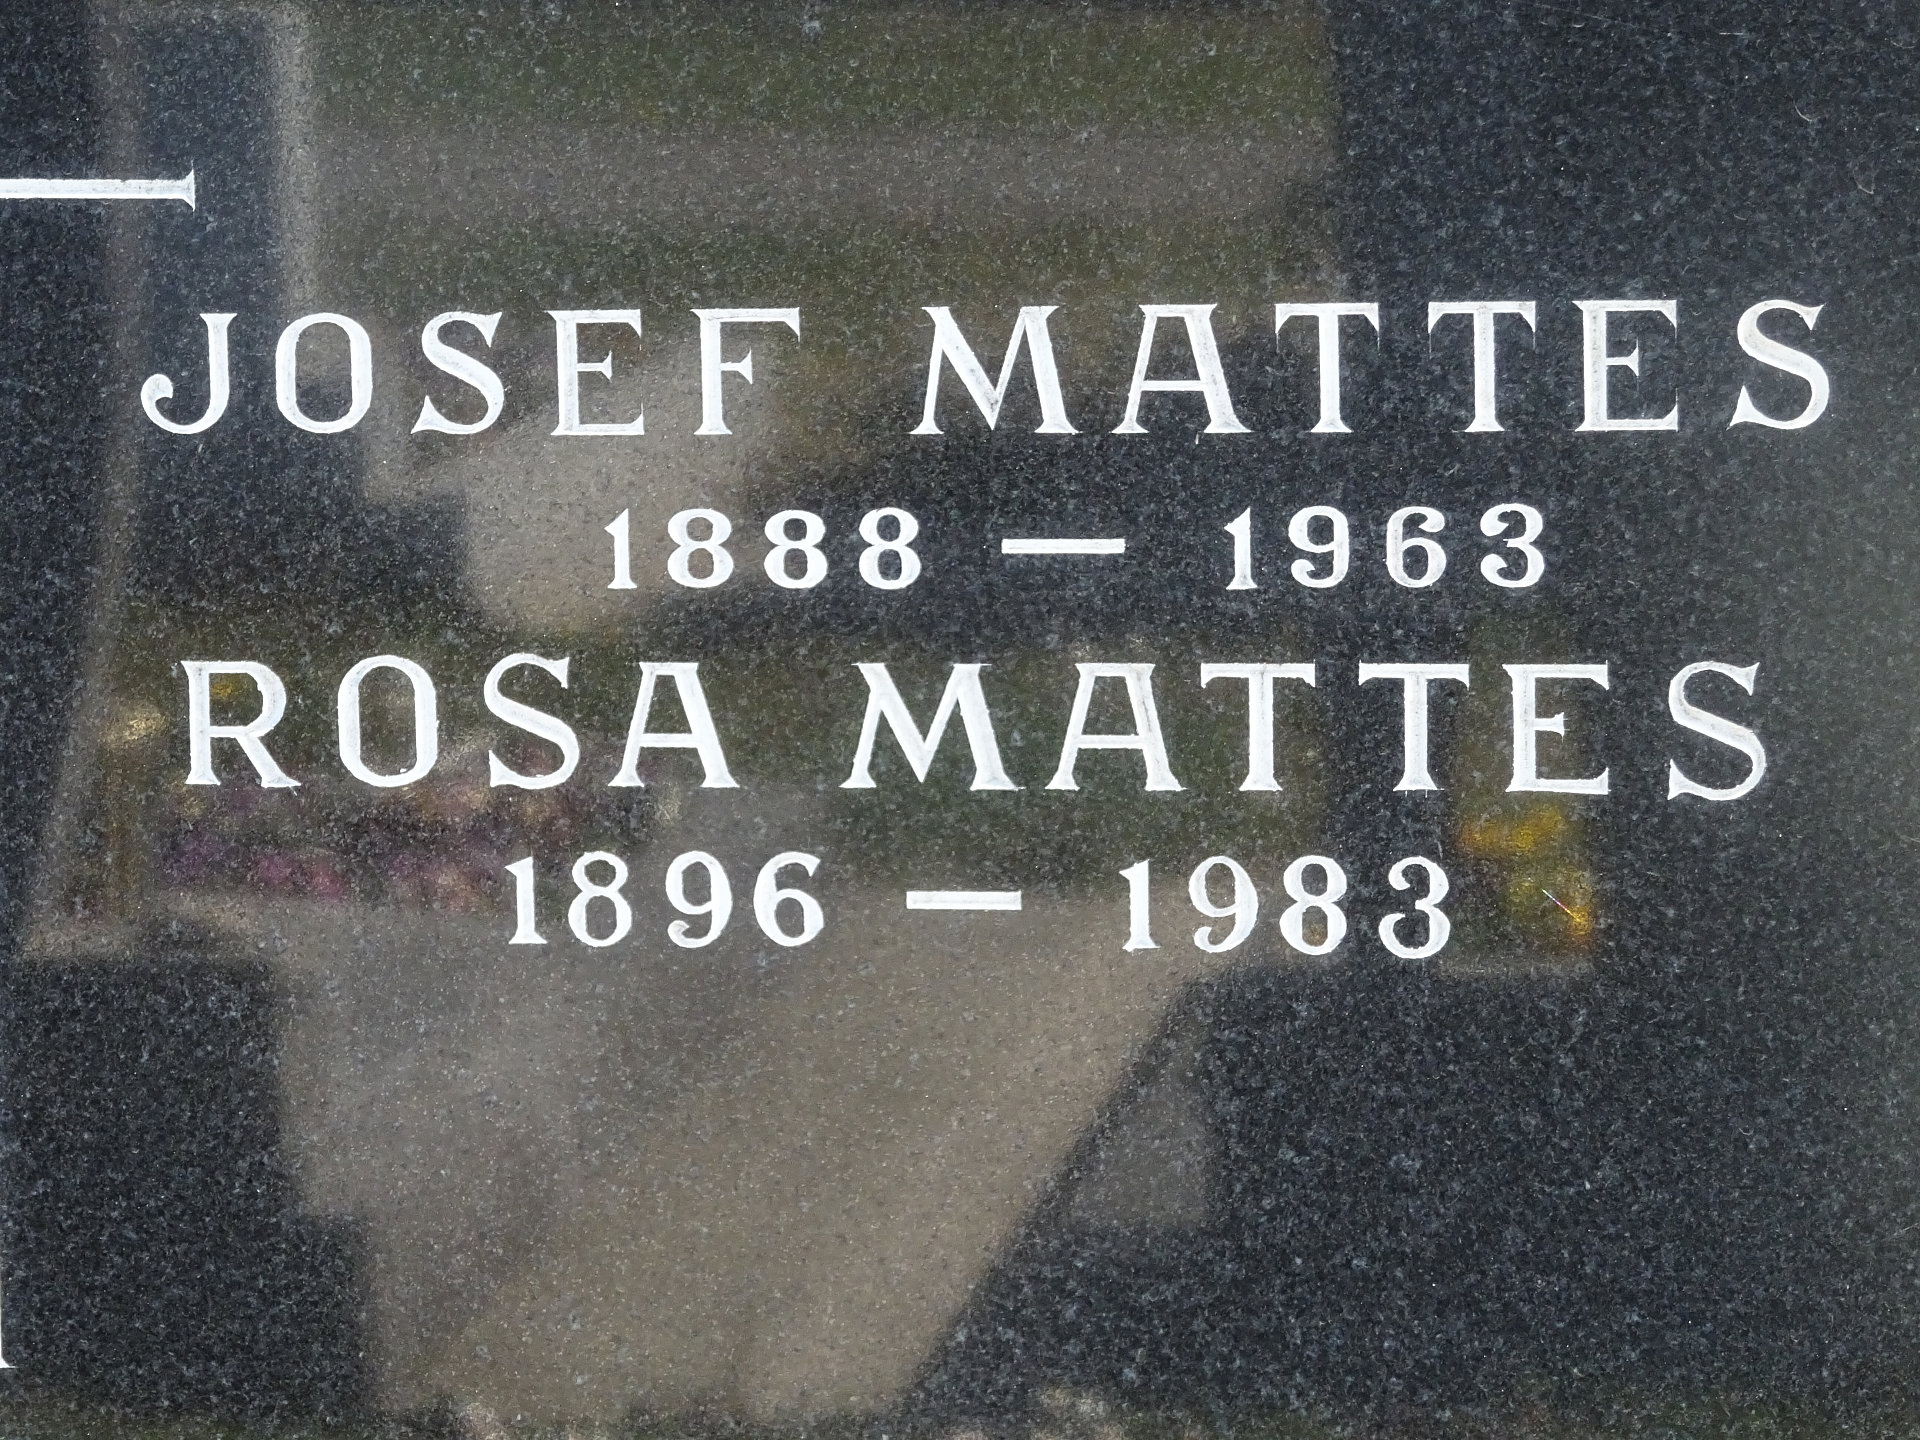 JOSEF MATTES
1888 — 1963
ROSA MATTES
1896 — 1983